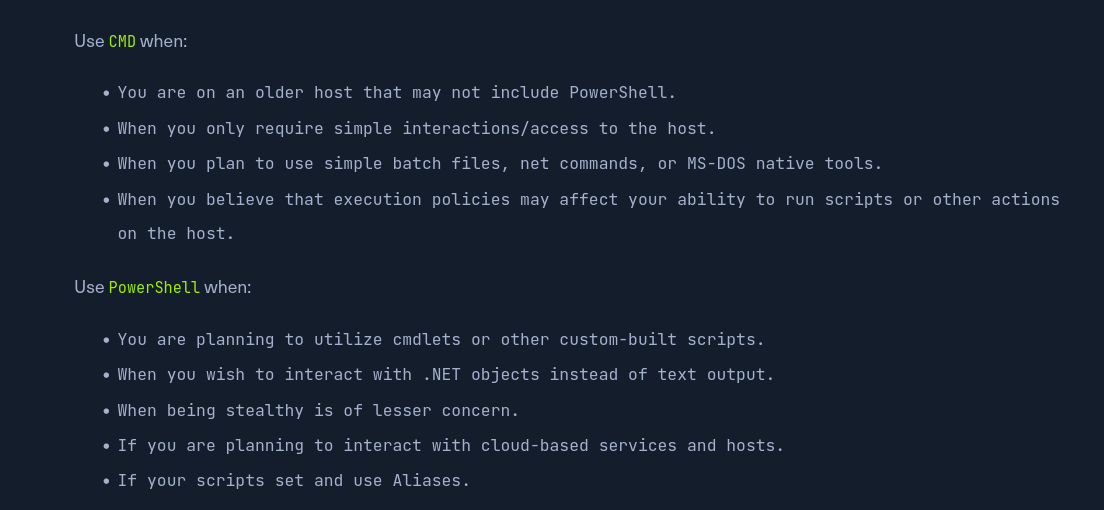 Use CMD when:
• You are on an older host that may not include PowerShell.
• When you only require simple interactions/access to the host.
• When you plan to use simple batch files, net commands, or MS-DOS native tools.
• When you believe that execution policies may affect your ability to run scripts or other actions
on the host.
Use PowerShell when:
• You are planning to utilize cmdlets or other custom-built scripts.
• When you wish to interact with .NET objects instead of text output.
• When being stealthy is of lesser concern.
• If you are planning to interact with cloud-based services and hosts.
• If your scripts set and use Aliases.